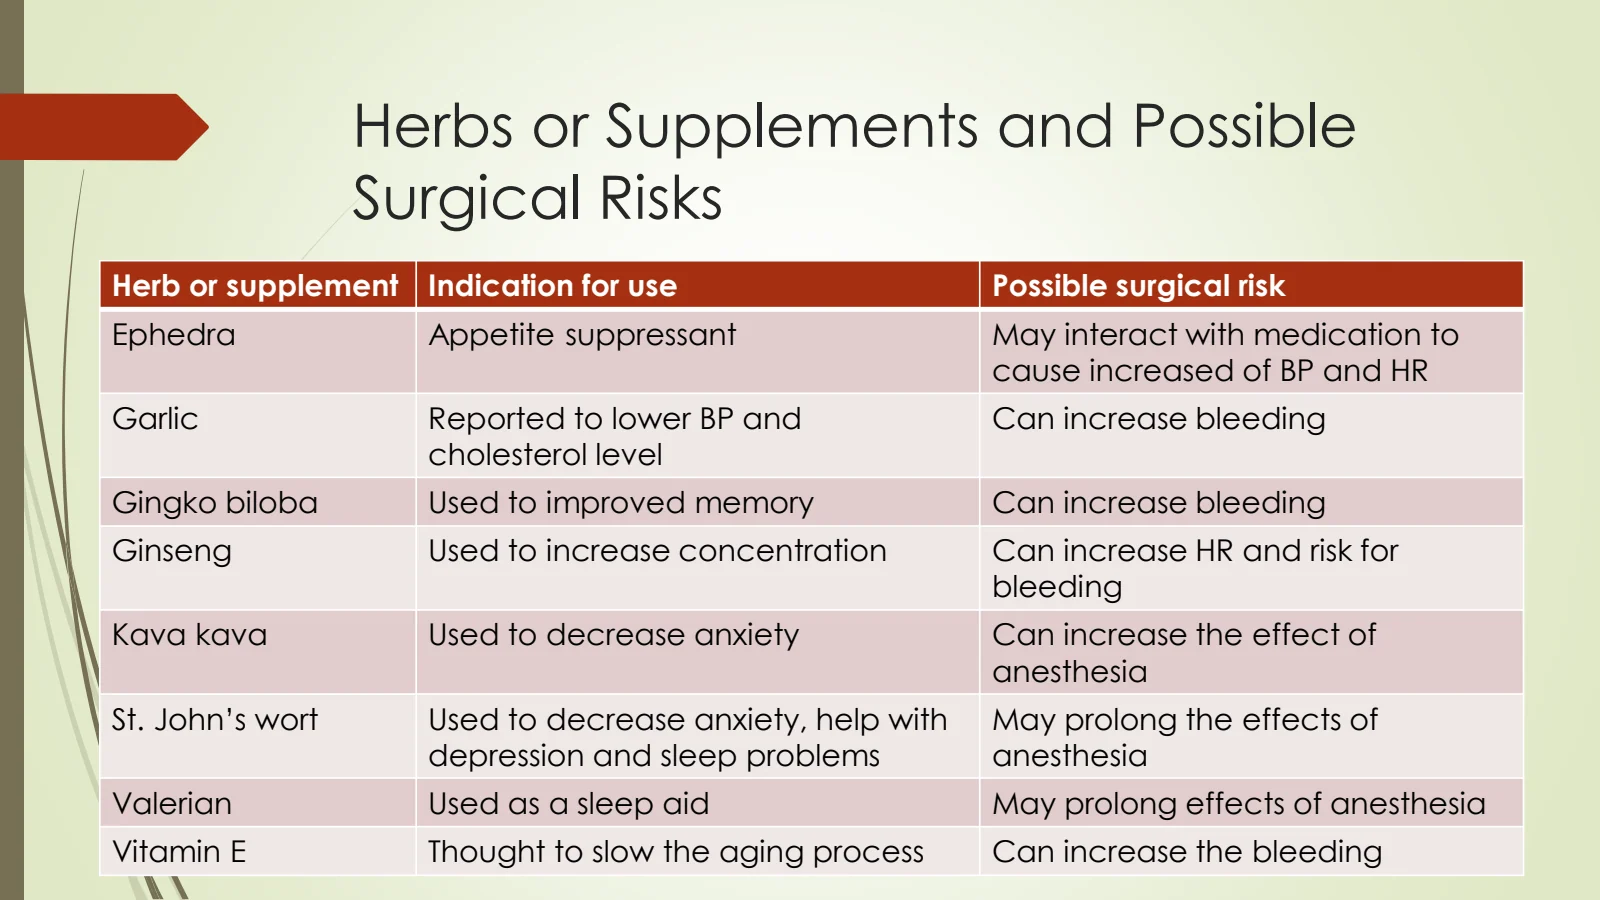 Herbs or Supplements and Possible
Surgical Risks
Herb or supplement Indication for use Possible surgical risk
Ephedra Appetite suppressant May interact with medication to
cause increased of BP and HR
Garlic Reported to lower BP and Can increase bleeding
cholesterol level
Gingko biloba Used to improved memory Can increase bleeding
Ginseng Used to increase concentration Can increase HR and risk for
bleeding
Kava kava Used to decrease anxiety Can increase the effect of
anesthesia
St. John’s wort Used to decrease anxiety, help with May prolong the effects of
depression and sleep problems anesthesia
Valerian Used as a sleep aid May prolong effects of anesthesia
Vitamin E Thought to slow the aging process Can increase the bleeding